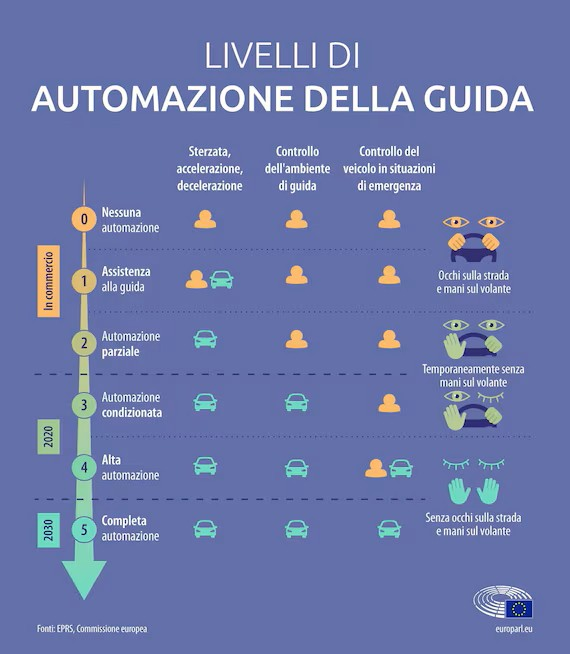 LIVELLI DI
AUTOMAZIONE DELLA GUIDA
Sterzata,
accelerazione,
decelerazione
Controllo
dell'ambiente
di guida
Controllo del
veicolo in situazioni
di emergenza
In commercio
0
Nessuna
automazione
1
Assistenza
alla guida
Occhi sulla strada
e mani sul volante
2
Automazione
parziale
Temporaneamente senza
mani sul volante
2020
3
Automazione
condizionata
4
Alta
automazione
Senza occhi sulla strada
e mani sul volante
2030
5
Completa
automazione
Fonti: EPRS, Commissione europea
europarl.eu